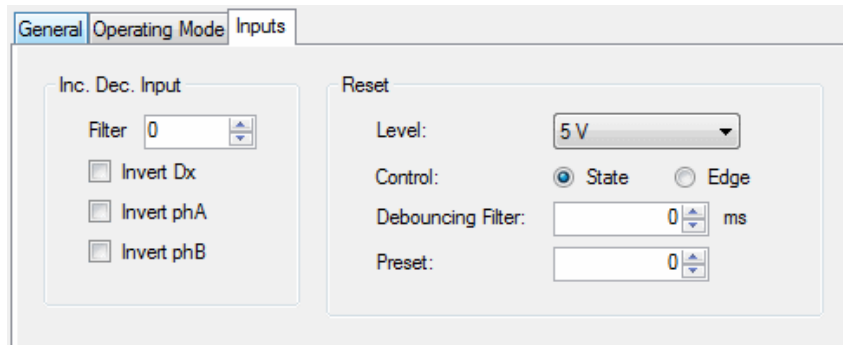 General Operating Mode Inputs
Inc. Dec. Input
Filter 0
Invert Dx
Invert phA
Invert phB
Reset
Level: 5 V
Control: State Edge
Debouncing Filter: 0 ms
Preset: 0